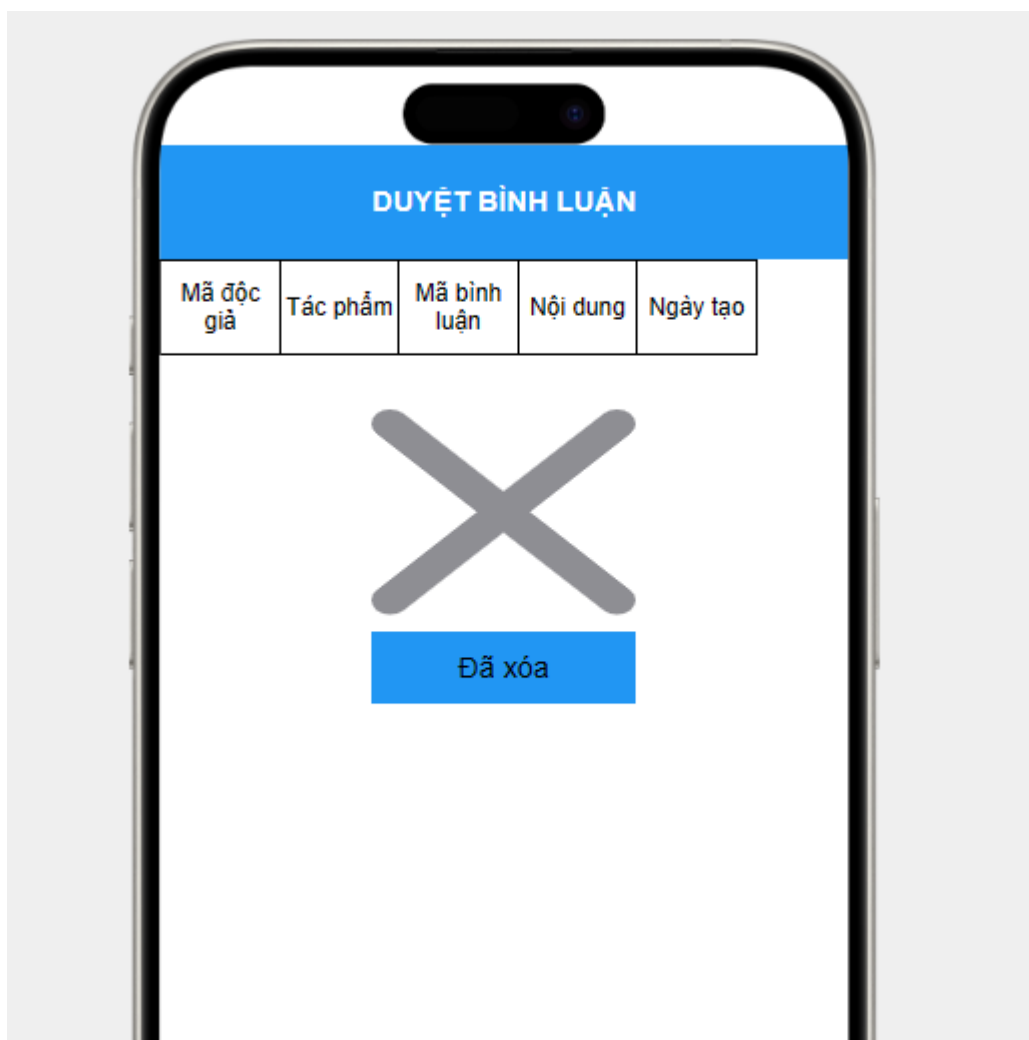 DUYỆT BÌNH LUẬN
Mã độc giả
Tác phẩm
Mã bình luận
Nội dung
Ngày tạo
Đã xóa